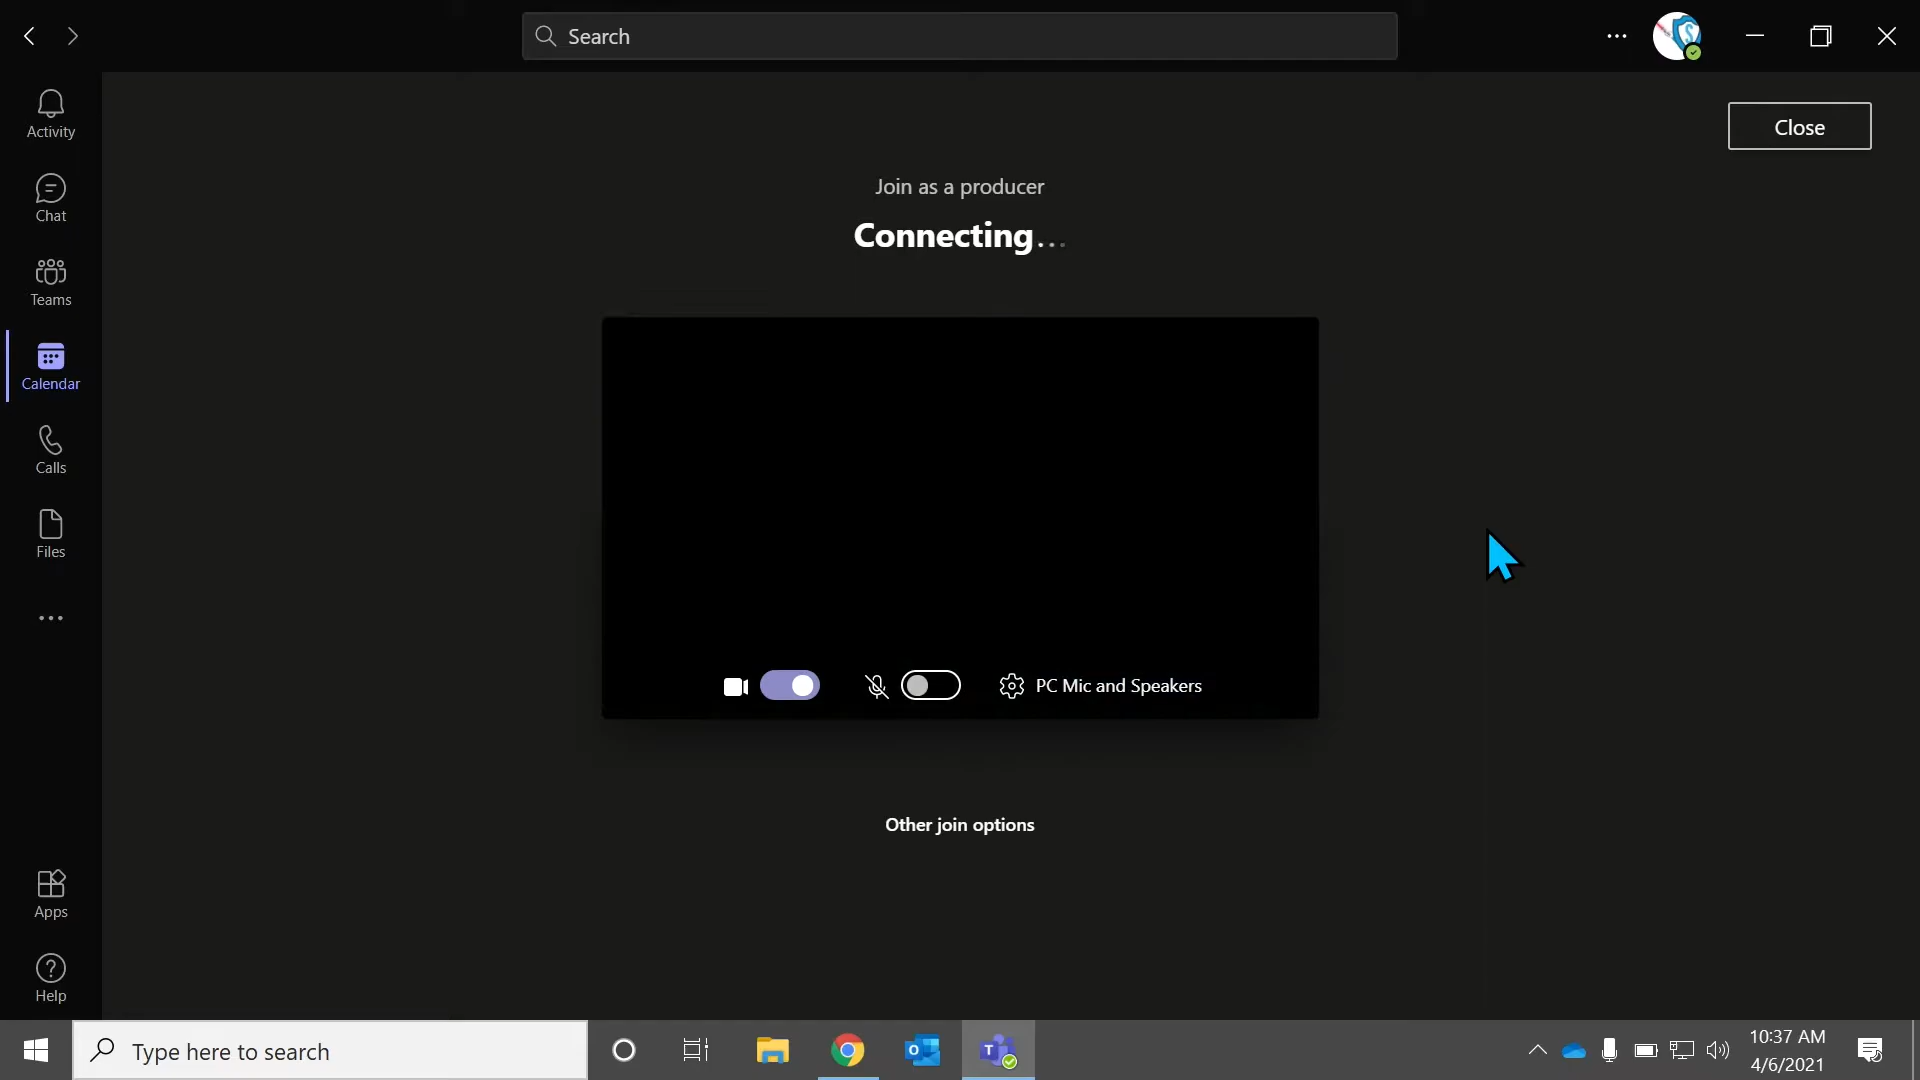 Search
Activity
Chat
Teams
Calendar
Calls
Files
Apps
Help
Close
Join as a producer
Connecting...
PC Mic and Speakers
Other join options
Type here to search
10:37 AM
4/6/2021